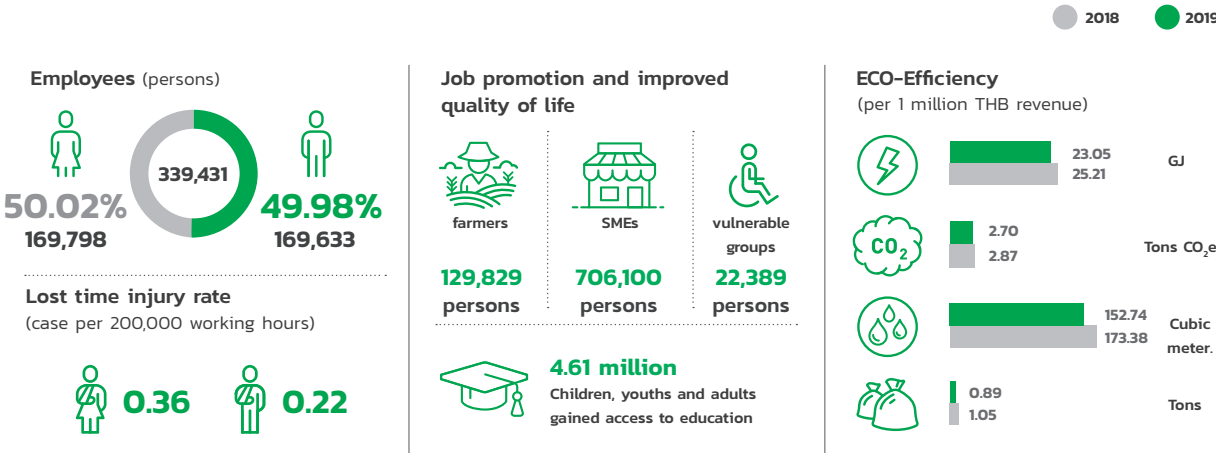 2018
2019
Employees (persons)
339,431
50.02%
169,798
49.98%
169,633
Lost time injury rate
(case per 200,000 working hours)
0.36
0.22
Job promotion and improved
quality of life
farmers
129,829
persons
SMEs
706,100
persons
vulnerable
groups
22,389
persons
4.61 million
Children, youths and adults
gained access to education
ECO-Efficiency
(per 1 million THB revenue)
23.05
25.21
GJ
CO₂
2.70
2.87
Tons CO₂e
152.74
173.38
Cubic
meter.
0.89
1.05
Tons